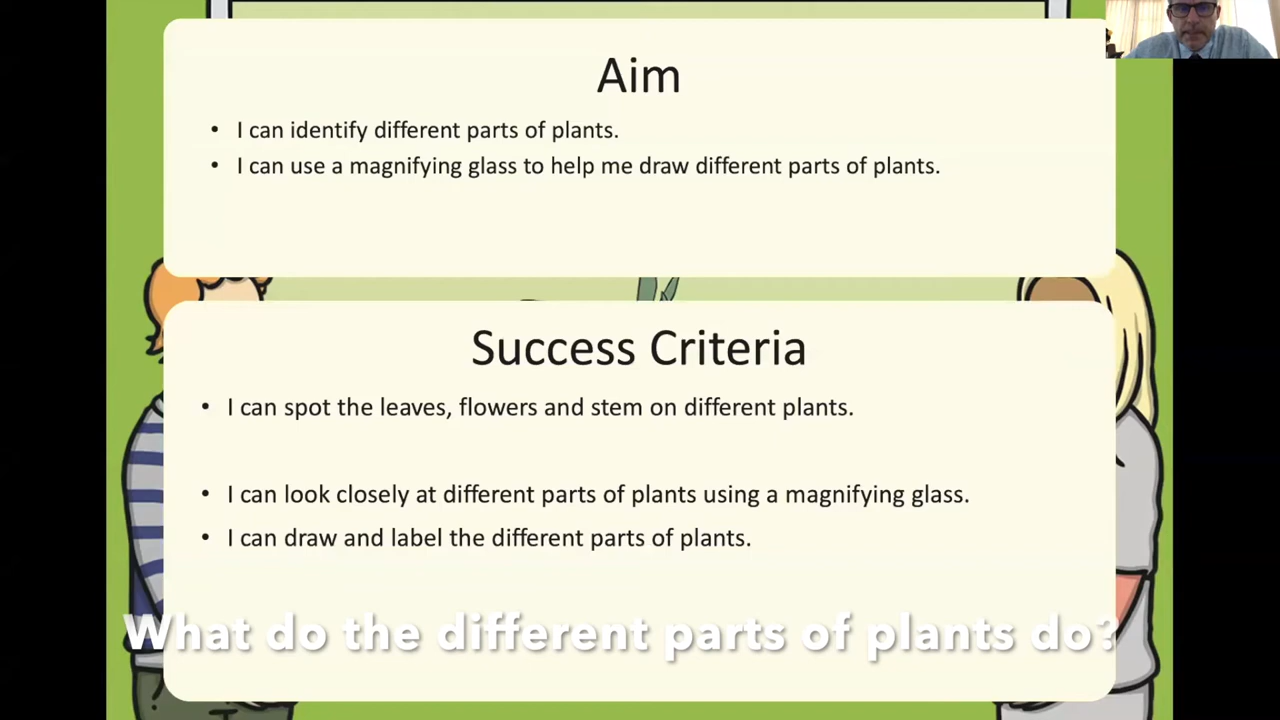 Aim
• I can identify different parts of plants.
• I can use a magnifying glass to help me draw different parts of plants.
Success Criteria
• I can spot the leaves, flowers and stem on different plants.
• I can look closely at different parts of plants using a magnifying glass.
• I can draw and label the different parts of plants.
What do the different parts of plants do?